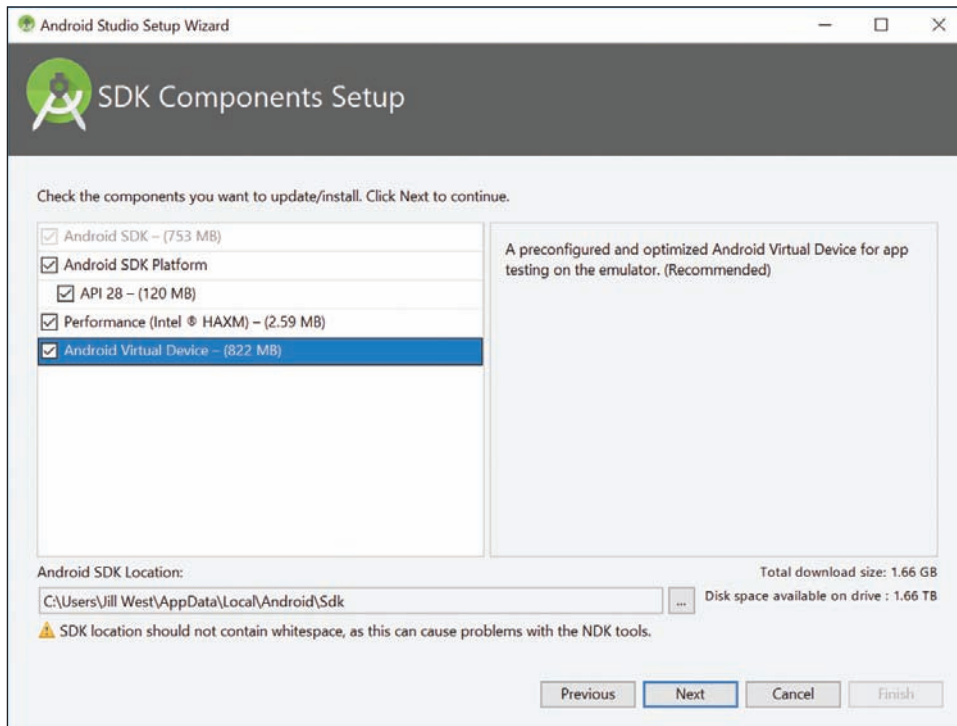 Android Studio Setup Wizard
SDK Components Setup
Check the components you want to update/install. Click Next to continue.
Android SDK – (753 MB)
Android SDK Platform
API 28 – (120 MB)
Performance (Intel ® HAXM) – (2.59 MB)
Android Virtual Device – (822 MB)
A preconfigured and optimized Android Virtual Device for app
testing on the emulator. (Recommended)
Android SDK Location:
Total download size: 1.66 GB
C:\Users\Jill West\AppData\Local\Android\Sdk
...
Disk space available on drive : 1.66 TB
SDK location should not contain whitespace, as this can cause problems with the NDK tools.
Previous
Next
Cancel
Finish